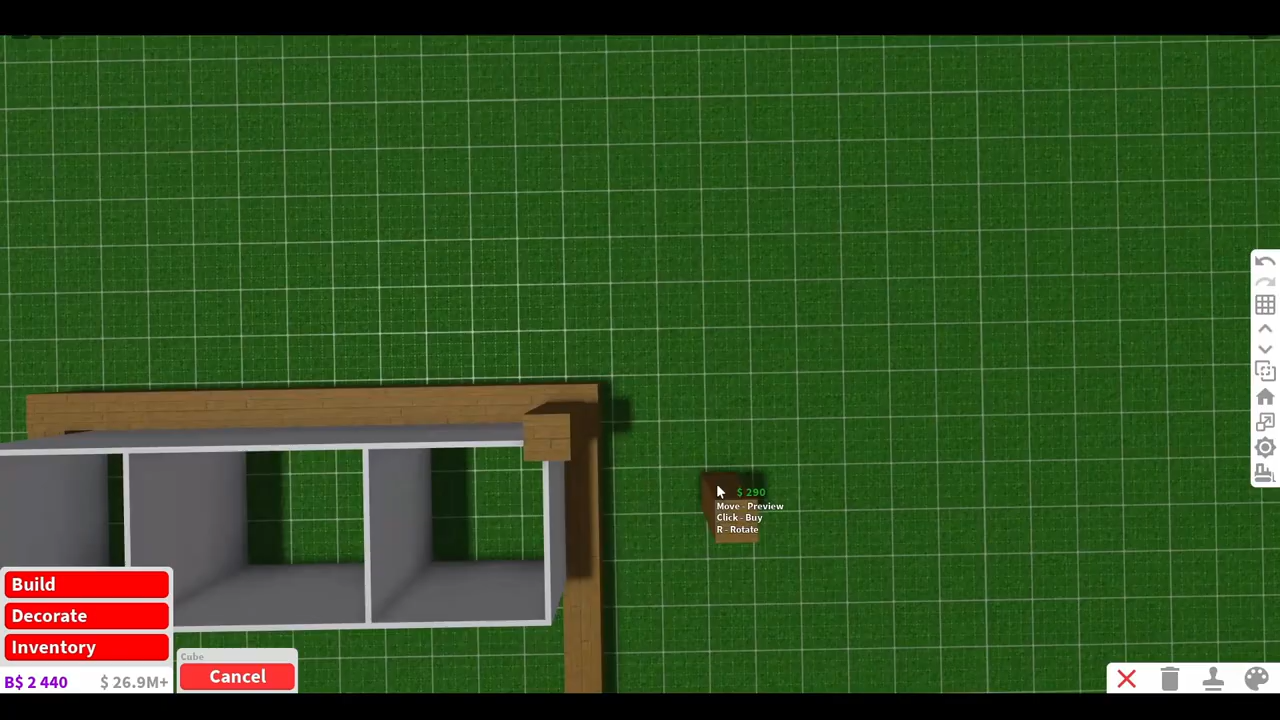 $ 290
Move - Preview
Click - Buy
R - Rotate
Build
Decorate
Inventory
B$ 2 440 $ 26.9M+
Cube
Cancel